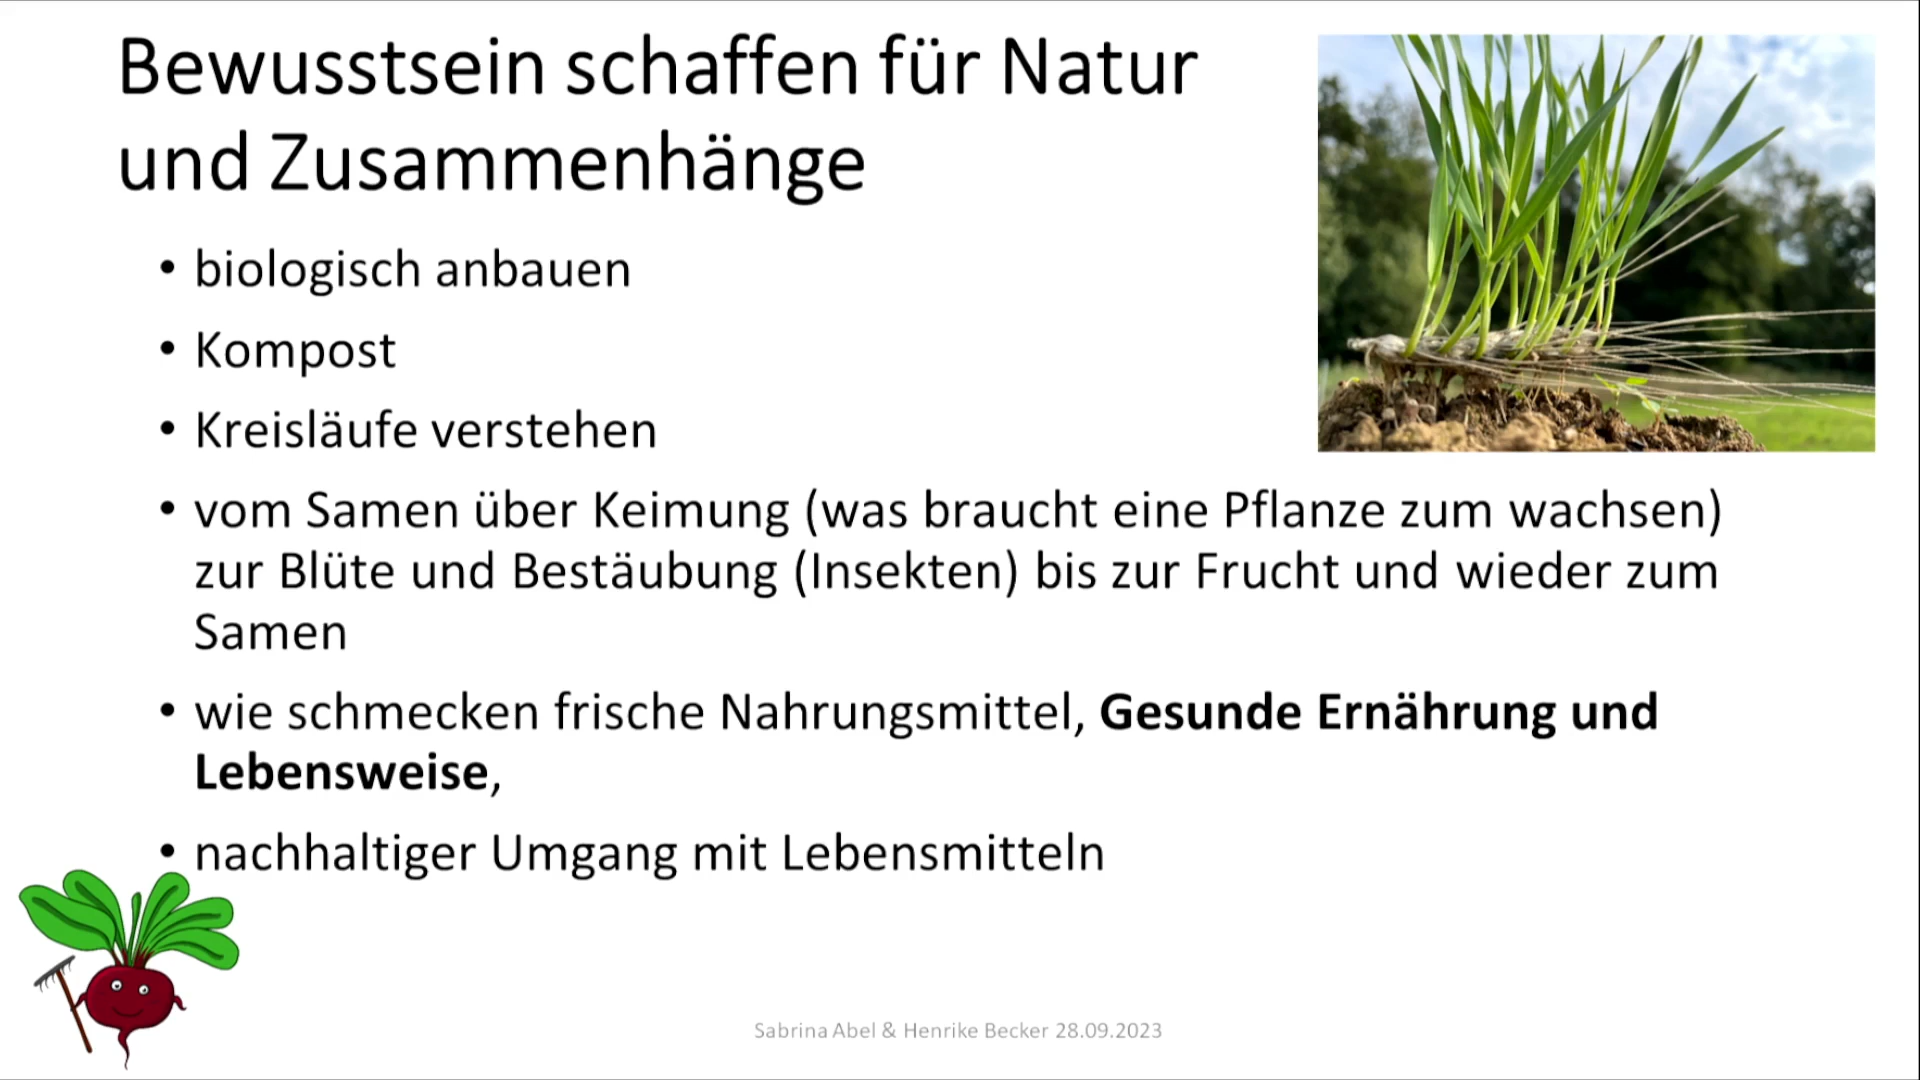 Bewusstsein schaffen für Natur
und Zusammenhänge
• biologisch anbauen
• Kompost
• Kreisläufe verstehen
• vom Samen über Keimung (was braucht eine Pflanze zum wachsen)
zur Blüte und Bestäubung (Insekten) bis zur Frucht und wieder zum
Samen
• wie schmecken frische Nahrungsmittel, Gesunde Ernährung und
Lebensweise,
• nachhaltiger Umgang mit Lebensmitteln
Sabrina Abel & Henrike Becker 28.09.2023